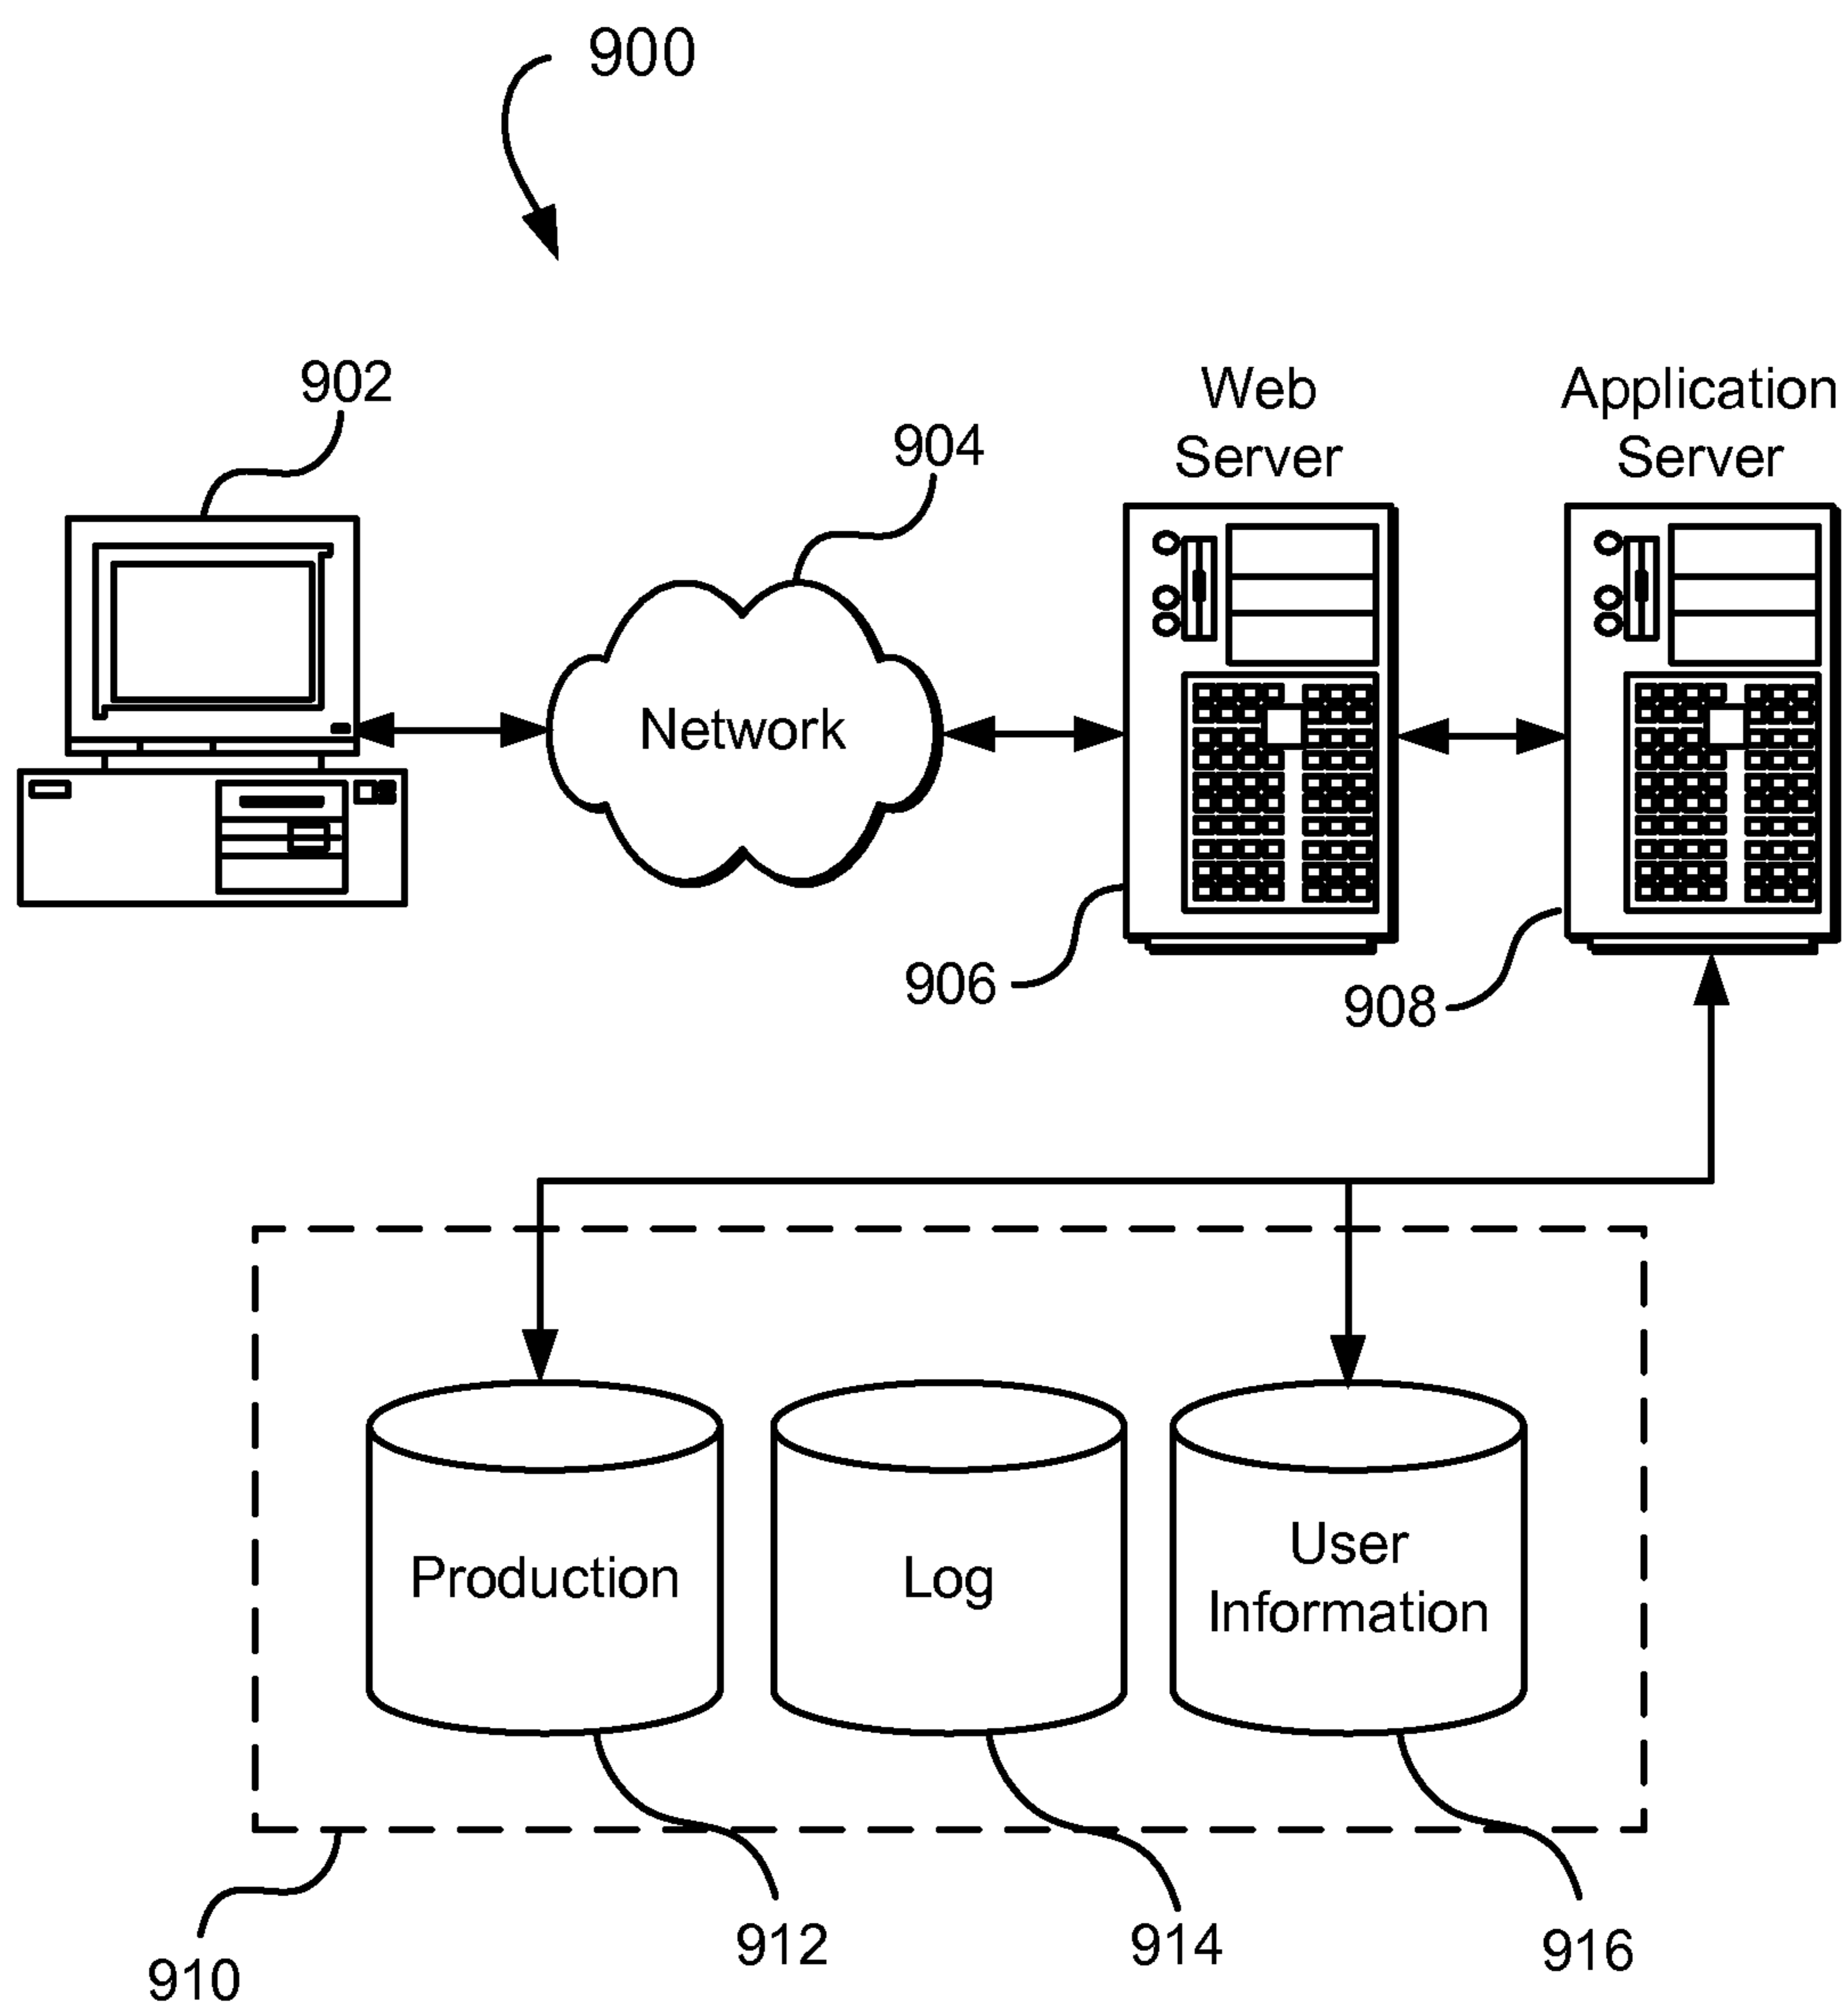 900
902
904
Web
Server
Application
Server
Network
906
908
Production
Log
User
Information
910
912
914
916